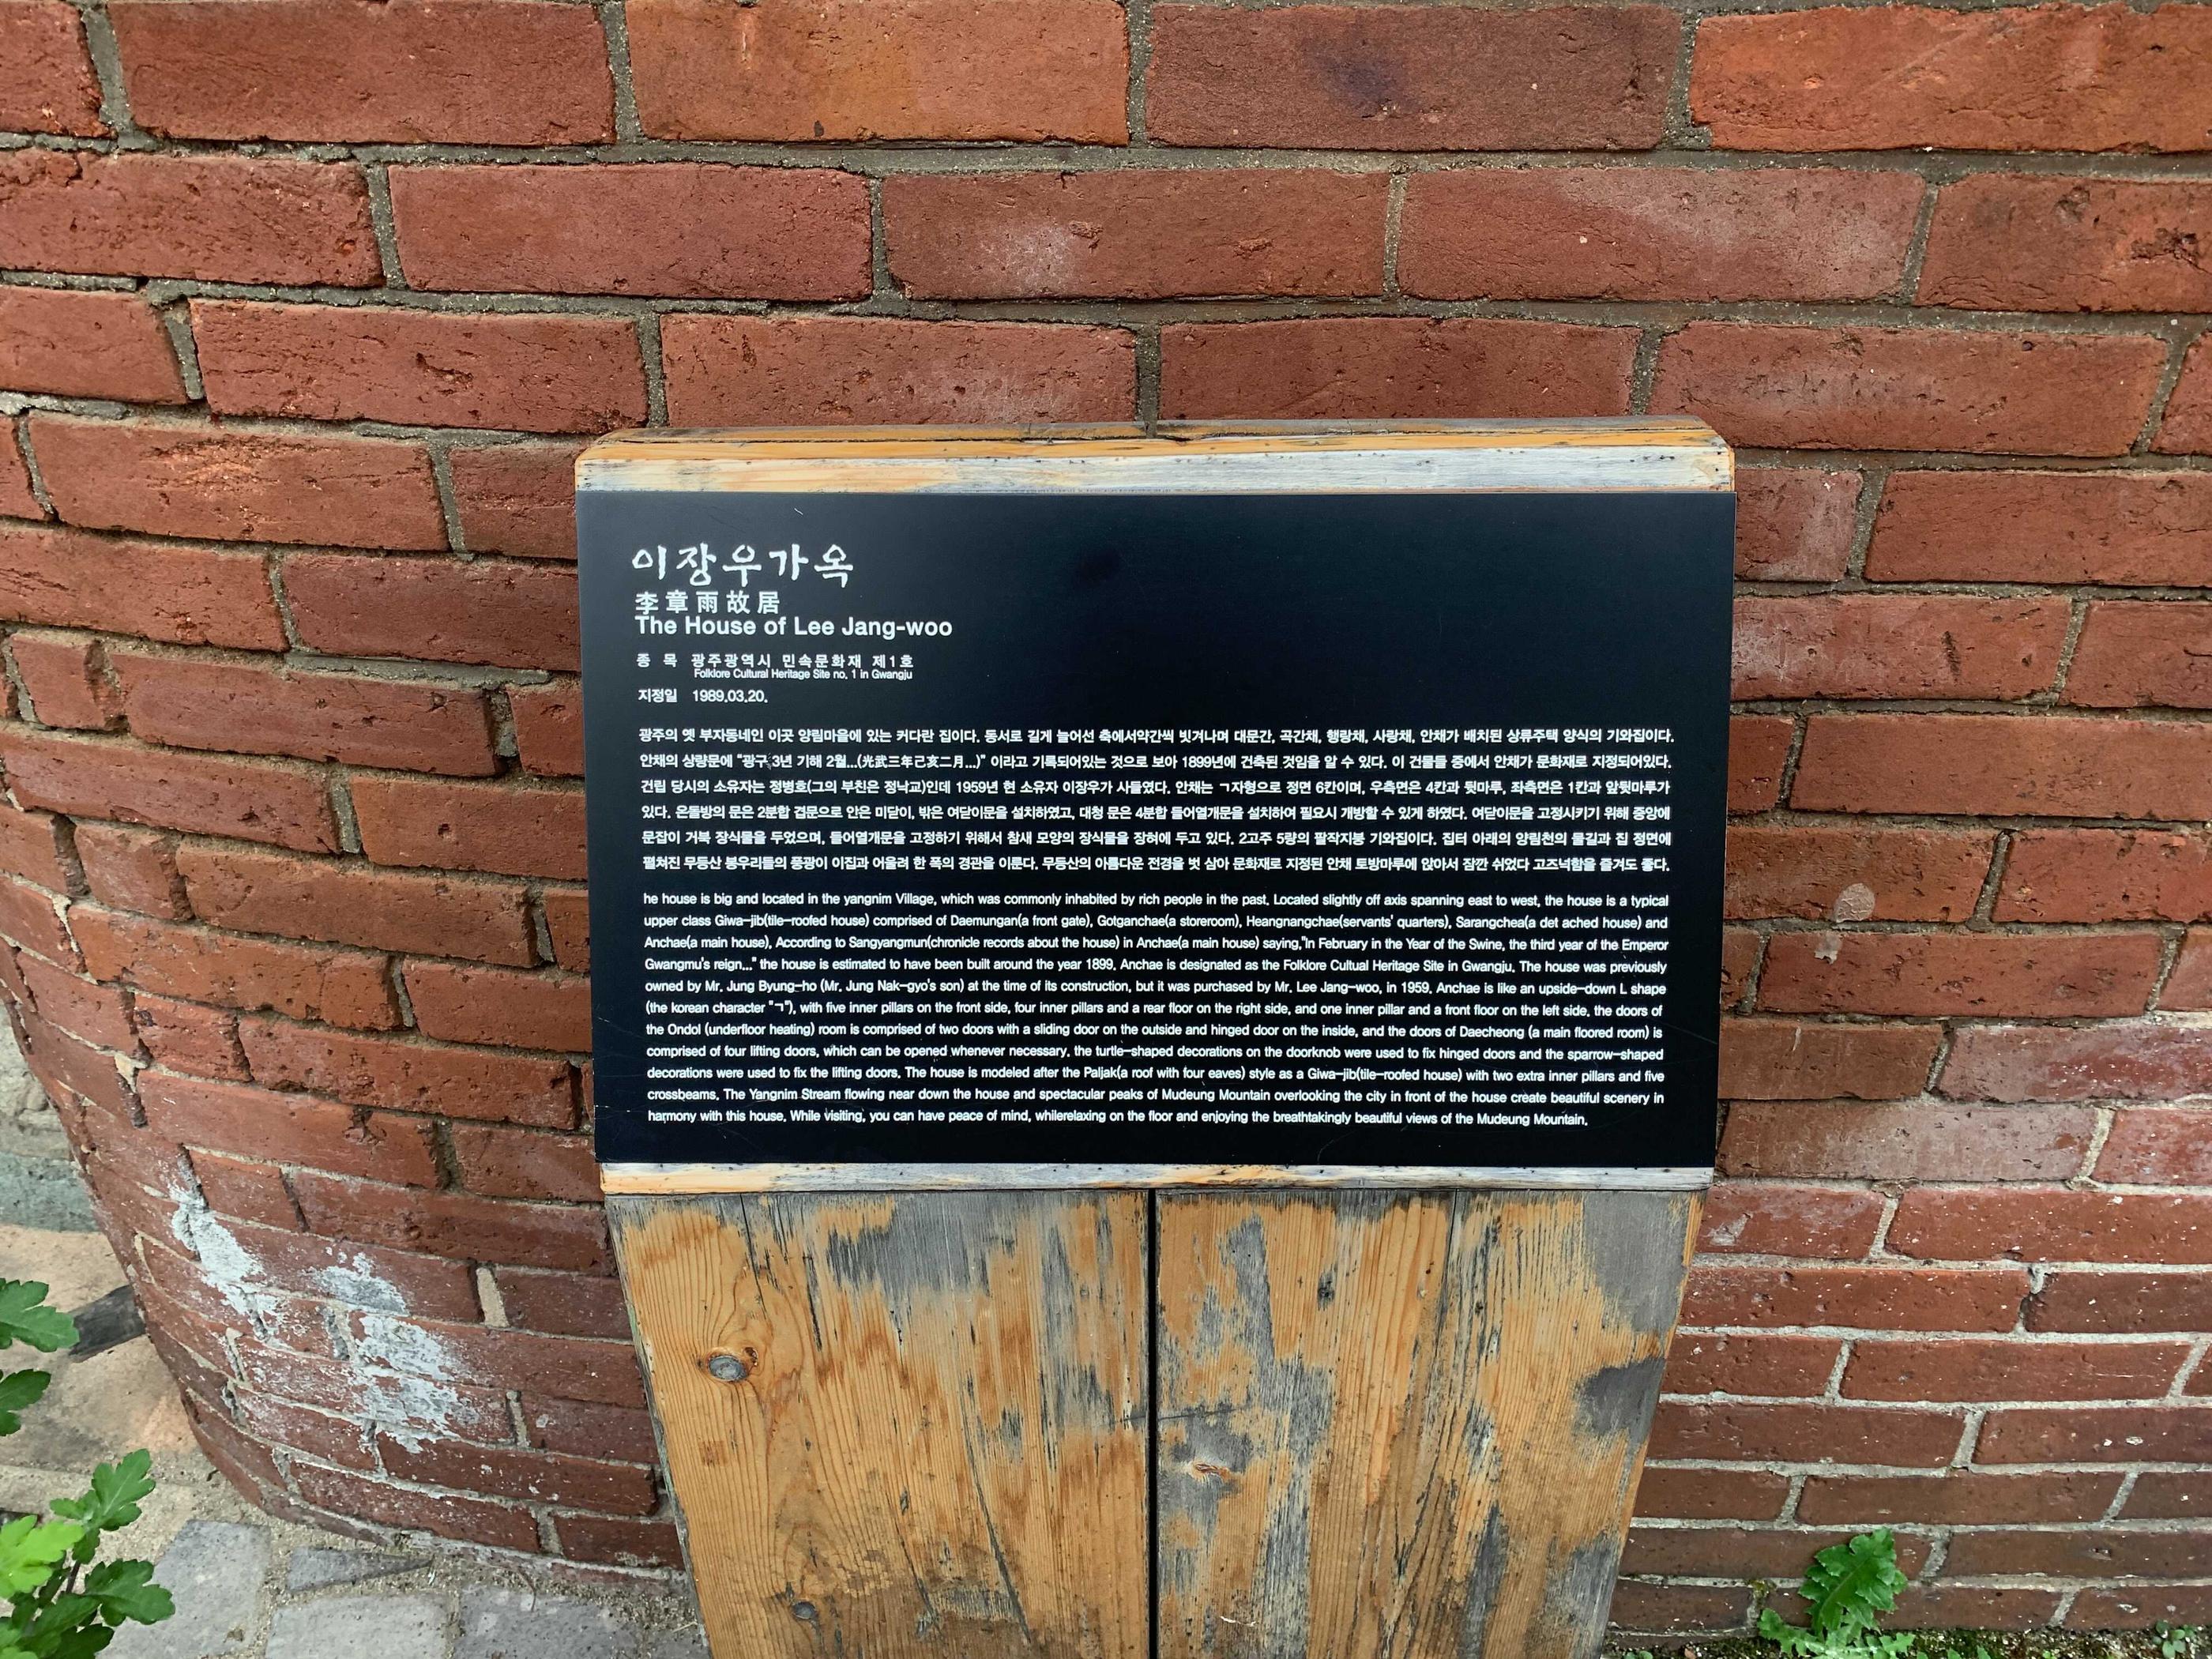 이장우가옥
李章雨故居
The House of Lee Jang-woo
종 목 광주광역시 민속문화재 제1호
Folklore Cultural Heritage Site no. 1 in Gwangju
지정일 1989.03.20.
광주의 옛 부자동네인 이곳 양림마을에 있는 커다란 집이다. 동서로 길게 늘어선 축에서약간씩 빗겨나며 대문간, 곡간채, 행랑채, 사랑채, 안채가 배치된 상류주택 양식의 기와집이다.
안채의 상량문에 "광구 3년 기해 2월...(光武三年己亥二月...)" 이라고 기록되어있는 것으로 보아 1899년에 건축된 것임을 알 수 있다. 이 건물들 중에서 안채가 문화재로 지정되어있다.
건립 당시의 소유자는 정병호(그의 부친은 정낙교)인데 1959년 현 소유자 이장우가 사들였다. 안채는 ㄱ자형으로 정면 6칸이며, 우측면은 4칸과 뒷마루, 좌측면은 1칸과 앞뒷마루가
있다. 온돌방의 문은 2분합 겹문으로 안은 미닫이, 밖은 여닫이문을 설치하였고, 대청 문은 4분합 들어열개문을 설치하여 필요시 개방할 수 있게 하였다. 여닫이문을 고정시키기 위해 중앙에
문잡이 거북 장식물을 두었으며, 들어열개문을 고정하기 위해서 참새 모양의 장식물을 장혀에 두고 있다. 2고주 5량의 팔작지붕 기와집이다. 집터 아래의 양림천의 물길과 집 정면에
펼쳐진 무등산 봉우리들의 풍광이 이집과 어울려 한 폭의 경관을 이룬다. 무등산의 아름다운 전경을 벗 삼아 문화재로 지정된 안채 토방마루에 앉아서 잠깐 쉬었다 고즈넉함을 즐겨도 좋다.
he house is big and located in the yangnim Village, which was commonly inhabited by rich people in the past. Located slightly off axis spanning east to west, the house is a typical
upper class Giwa-jib(tile-roofed house) comprised of Daemungan(a front gate), Gotganchae(a storeroom), Heangnangchae(servants' quarters), Sarangchea(a det ached house) and
Anchae(a main house). According to Sangyangmun(chronicle records about the house) in Anchae(a main house) saying,"In February in the Year of the Swine, the third year of the Emperor
Gwangmu's reign..." the house is estimated to have been built around the year 1899. Anchae is designated as the Folklore Cultual Heritage Site in Gwangju. The house was previously
owned by Mr. Jung Byung-ho (Mr. Jung Nak-gyo's son) at the time of its construction, but it was purchased by Mr. Lee Jang-woo, in 1959. Anchae is like an upside-down L shape
(the korean character "ㄱ"), with five inner pillars on the front side, four inner pillars and a rear floor on the right side, and one inner pillar and a front floor on the left side. the doors of
the Ondol (underfloor heating) room is comprised of two doors with a sliding door on the outside and hinged door on the inside, and the doors of Daecheong (a main floored room) is
comprised of four lifting doors, which can be opened whenever necessary. the turtle-shaped decorations on the doorknob were used to fix hinged doors and the sparrow-shaped
decorations were used to fix the lifting doors. The house is modeled after the Paljak(a roof with four eaves) style as a Giwa-jib(tile-roofed house) with two extra inner pillars and five
crossbeams. The Yangnim Stream flowing near down the house and spectacular peaks of Mudeung Mountain overlooking the city in front of the house create beautiful scenery in
harmony with this house. While visiting, you can have peace of mind, whilerelaxing on the floor and enjoying the breathtakingly beautiful views of the Mudeung Mountain.